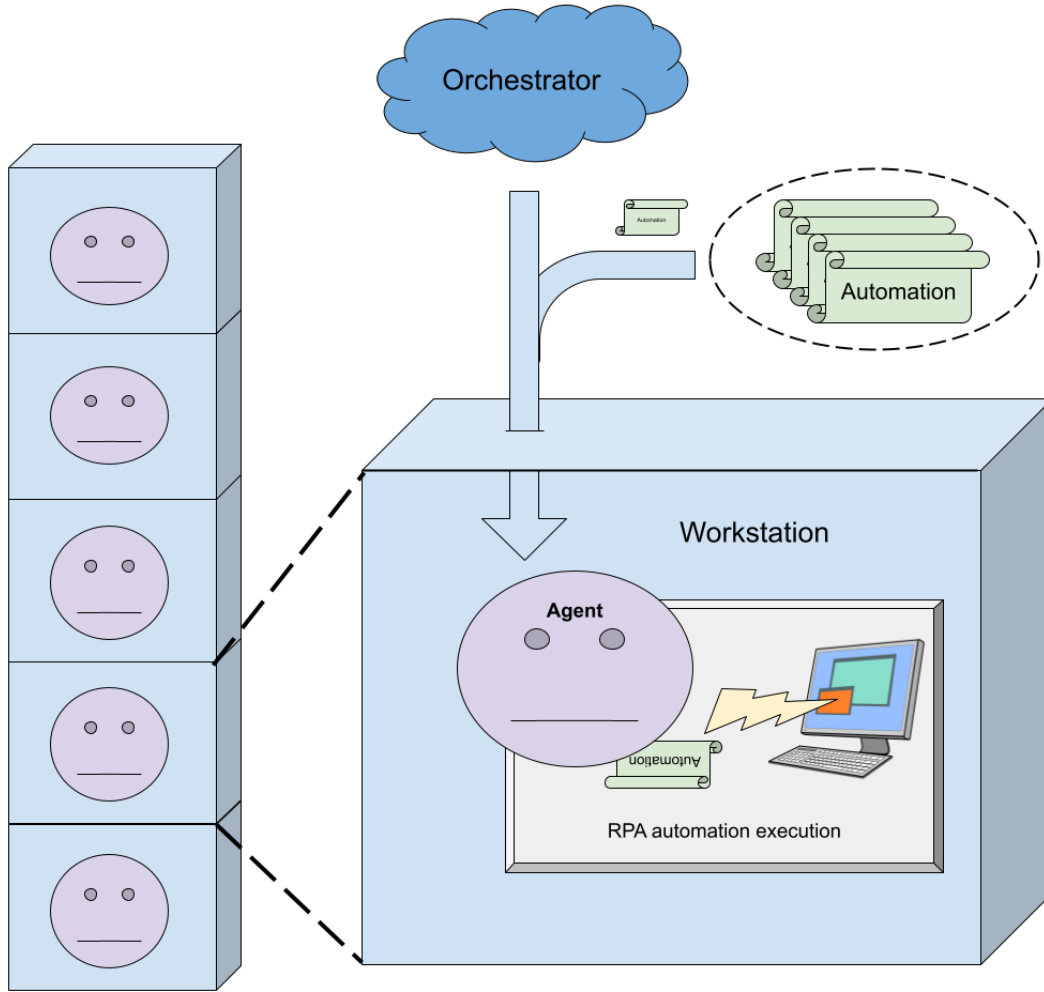 Orchestrator
Automation
Automation
Workstation
Agent
Automation
RPA automation execution